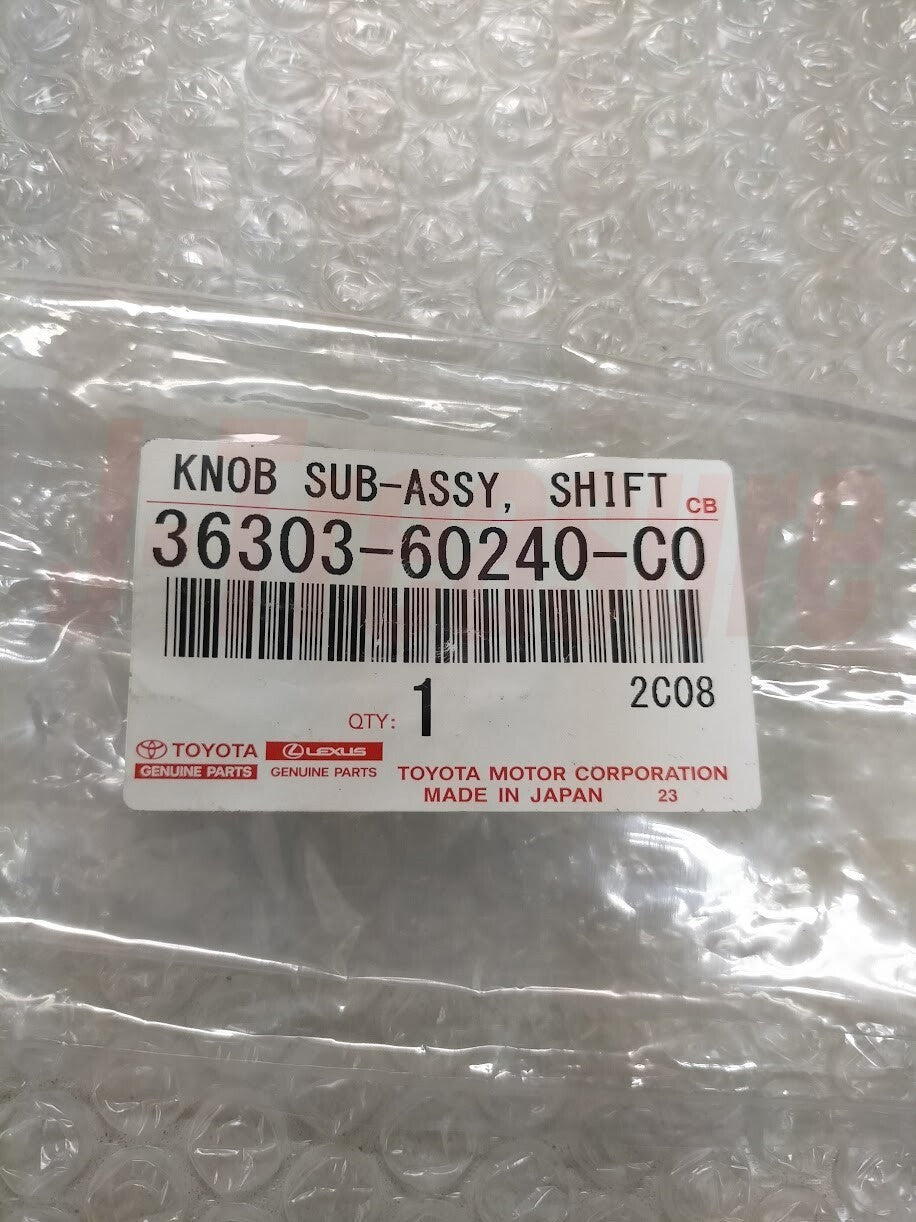 KNOB SUB-ASSY, SHIFT
CB
36303-60240-C0
QTY: 1
2C08
TOYOTA
GENUINE PARTS
LEXUS
GENUINE PARTS
TOYOTA MOTOR CORPORATION
MADE IN JAPAN 23